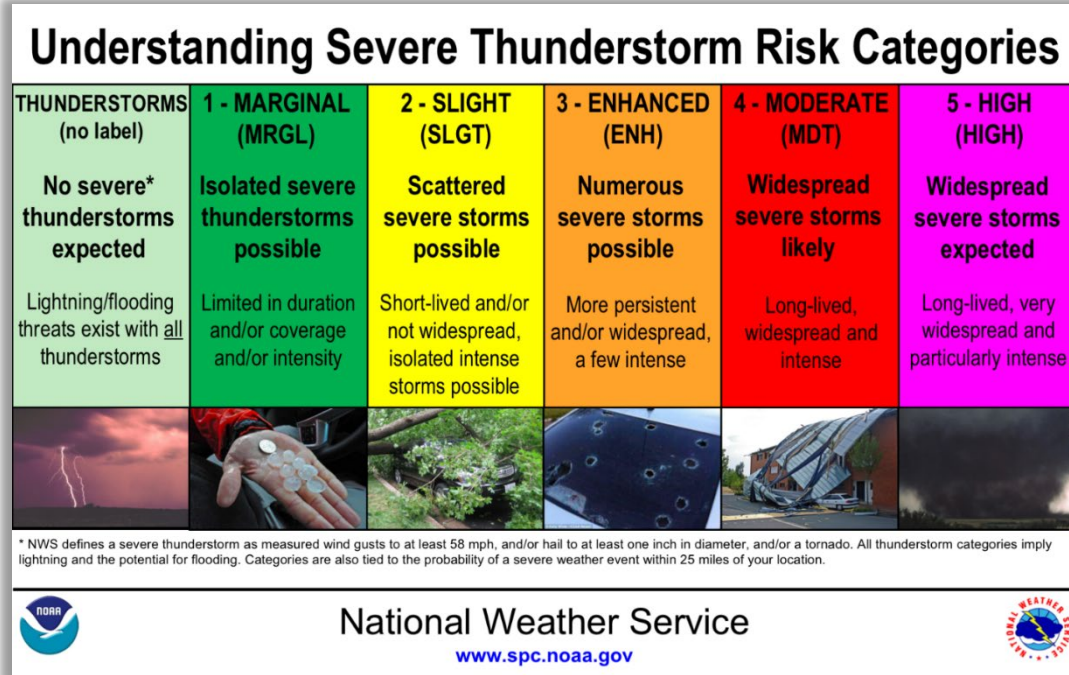 Understanding Severe Thunderstorm Risk Categories
THUNDERSTORMS
(no label)
No severe*
thunderstorms
expected
Lightning/flooding
threats exist with all
thunderstorms
1 - MARGINAL
(MRGL)
Isolated severe
thunderstorms
possible
Limited in duration
and/or coverage
and/or intensity
2 - SLIGHT
(SLGT)
Scattered
severe storms
possible
Short-lived and/or
not widespread,
isolated intense
storms possible
3 - ENHANCED
(ENH)
Numerous
severe storms
possible
More persistent
and/or widespread,
a few intense
4 - MODERATE
(MDT)
Widespread
severe storms
likely
Long-lived,
widespread and
intense
5 - HIGH
(HIGH)
Widespread
severe storms
expected
Long-lived, very
widespread and
particularly intense
* NWS defines a severe thunderstorm as measured wind gusts to at least 58 mph, and/or hail to at least one inch in diameter, and/or a tornado. All thunderstorm categories imply
lightning and the potential for flooding. Categories are also tied to the probability of a severe weather event within 25 miles of your location.
NOAA
National Weather Service
www.spc.noaa.gov
NATIONAL WEATHER SERVICE